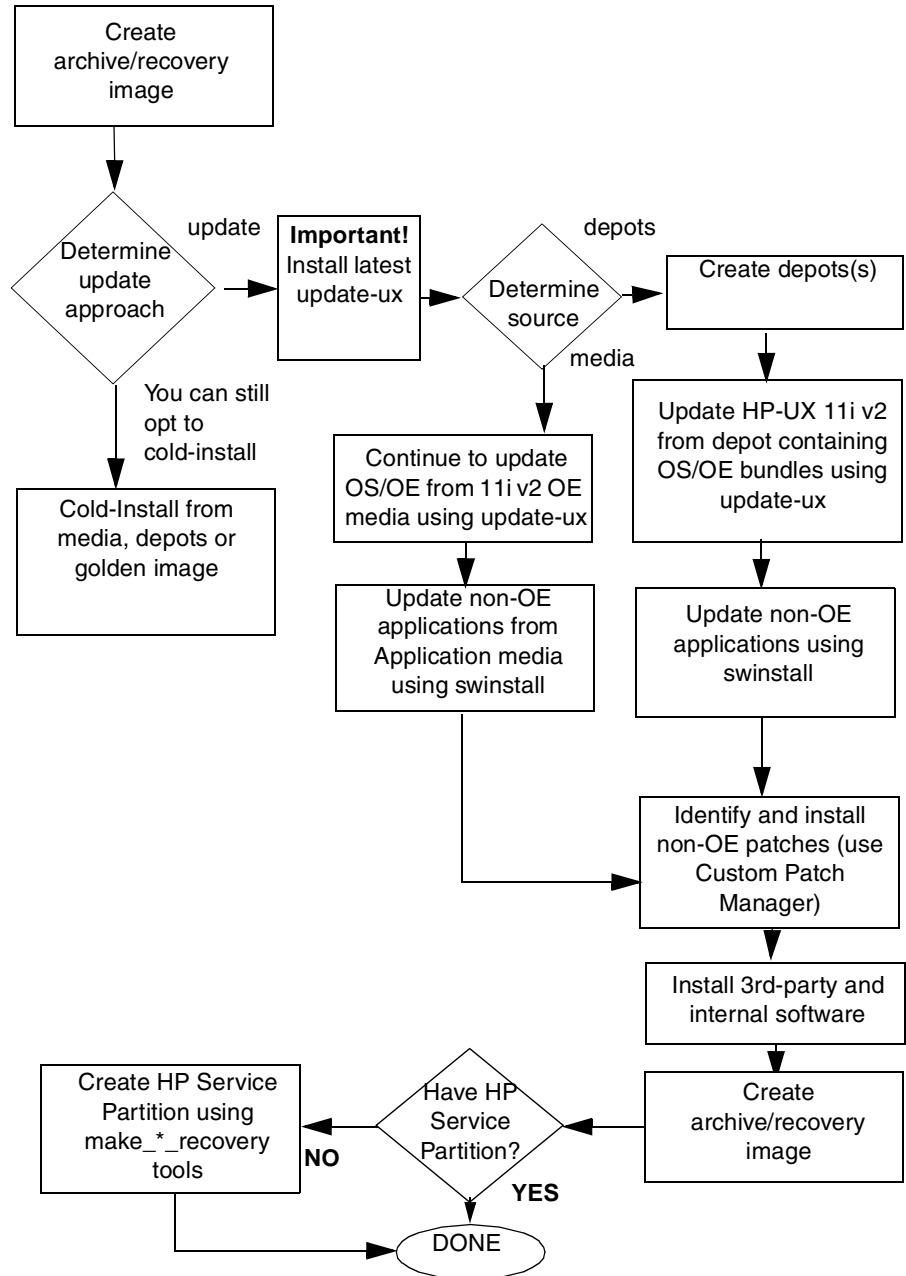 Create
archive/recovery
image
Determine
update
approach
update
Important!
Install latest
update-ux
Determine
source
depots
Create depots(s)
media
You can still
opt to
cold-install
Cold-Install from
media, depots or
golden image
Continue to update
OS/OE from 11i v2 OE
media using update-ux
Update HP-UX 11i v2
from depot containing
OS/OE bundles using
update-ux
Update non-OE
applications from
Application media
using swinstall
Update non-OE
applications using
swinstall
Identify and install
non-OE patches (use
Custom Patch
Manager)
Install 3rd-party and
internal software
Create
archive/recovery
image
Have HP
Service
Partition?
NO
Create HP Service
Partition using
make_*_recovery
tools
YES
DONE